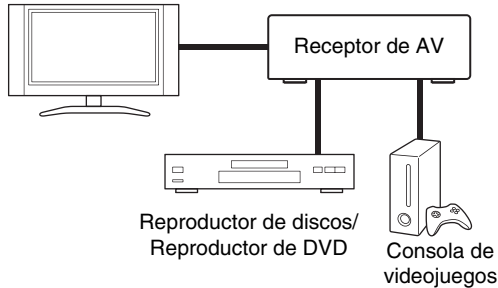 Receptor de AV
Reproductor de discos/
Reproductor de DVD
Consola de
videojuegos